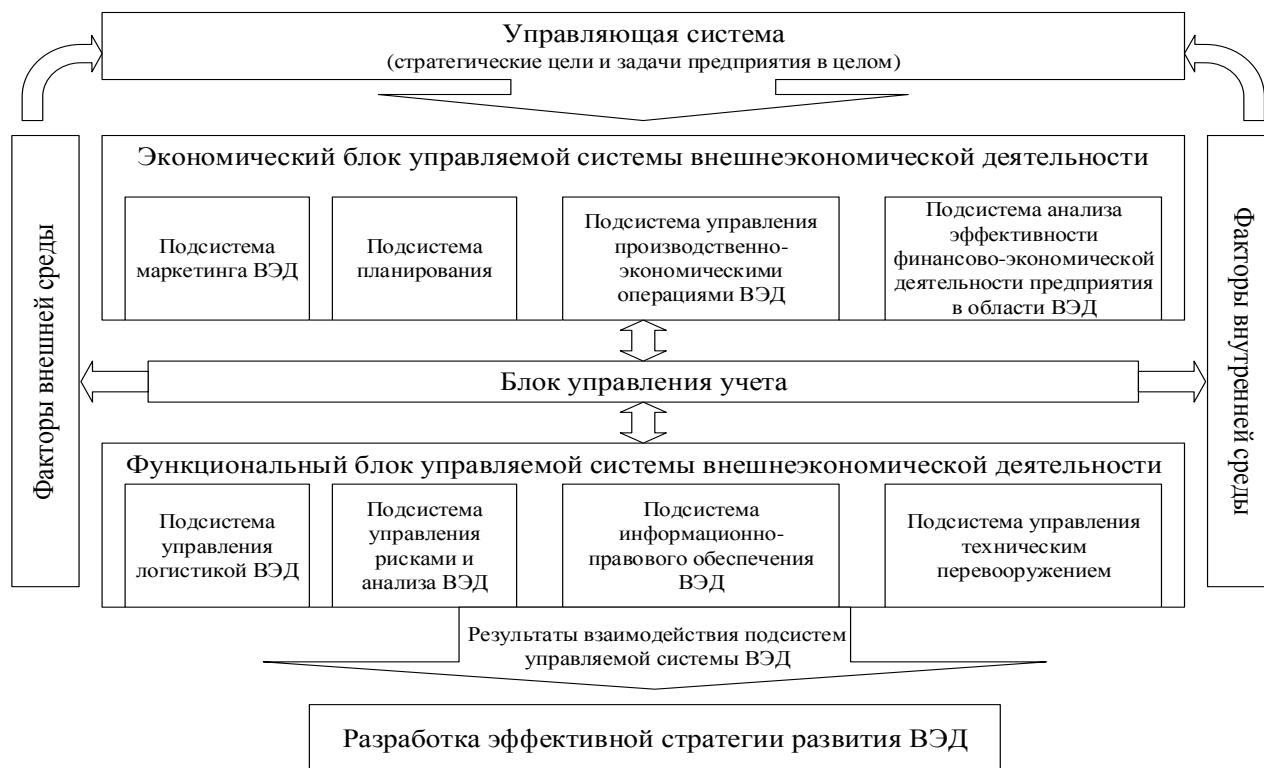 Управляющая система
(стратегические цели и задачи предприятия в целом)
Факторы внешней среды
Экономический блок управляемой системы внешнеэкономической деятельности
Подсистема
маркетинга ВЭД
Подсистема
планирования
Подсистема управления
производственно-
экономическими
операциями ВЭД
Подсистема анализа
эффективности
финансово-экономической
деятельности предприятия
в области ВЭД
Факторы внутренней среды
Блок управления учета
Функциональный блок управляемой системы внешнеэкономической деятельности
Подсистема
управления
логистикой ВЭД
Подсистема
управления
рисками и
анализа ВЭД
Подсистема
информационно-
правового обеспечения
ВЭД
Подсистема управления
техническим
перевооружением
Результаты взаимодействия подсистем
управляемой системы ВЭД
Разработка эффективной стратегии развития ВЭД